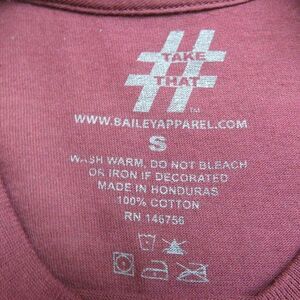 TAKE
THAT
™
WWW.BAILEYAPPAREL.COM
S
WASH WARM, DO NOT BLEACH
OR IRON IF DECORATED
MADE IN HONDURAS
100% COTTON
RN 146756